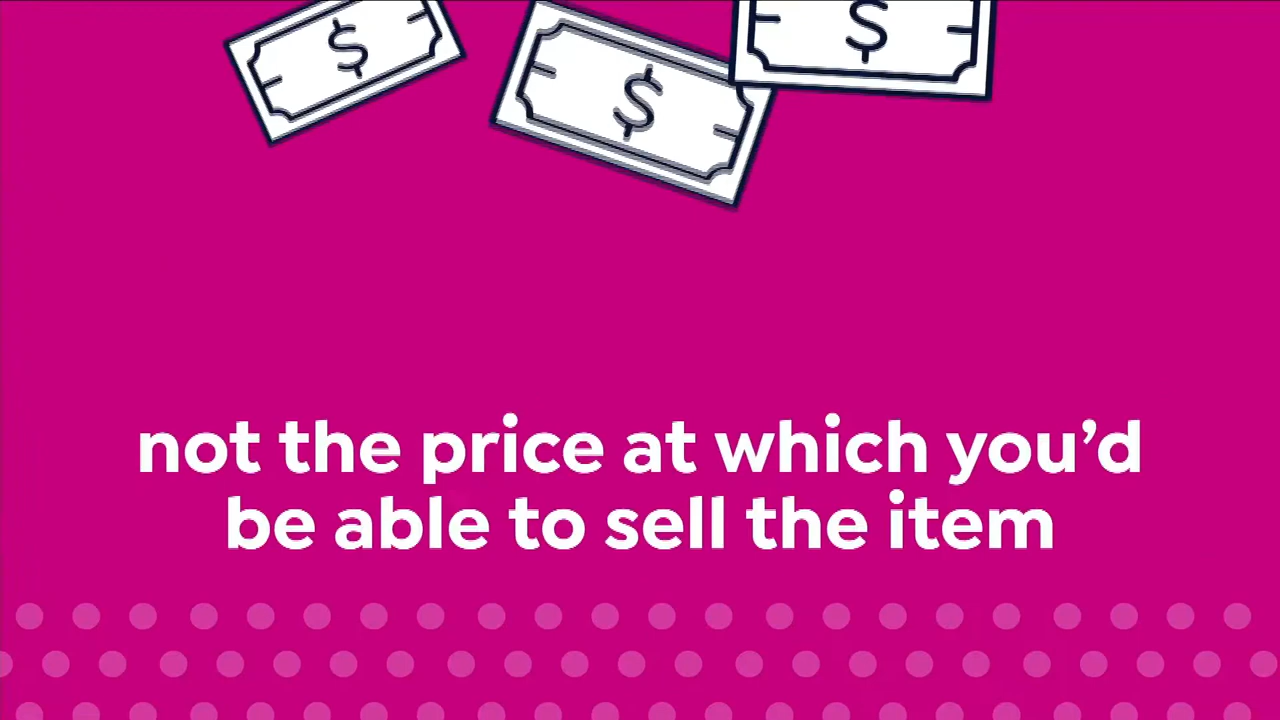 $ $ $
not the price at which you’d
be able to sell the item